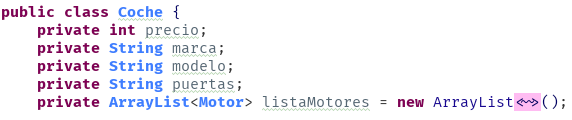 public class Coche {
private int precio;
private String marca;
private String modelo;
private String puertas;
private ArrayList<Motor> listaMotores = new ArrayList<~>();